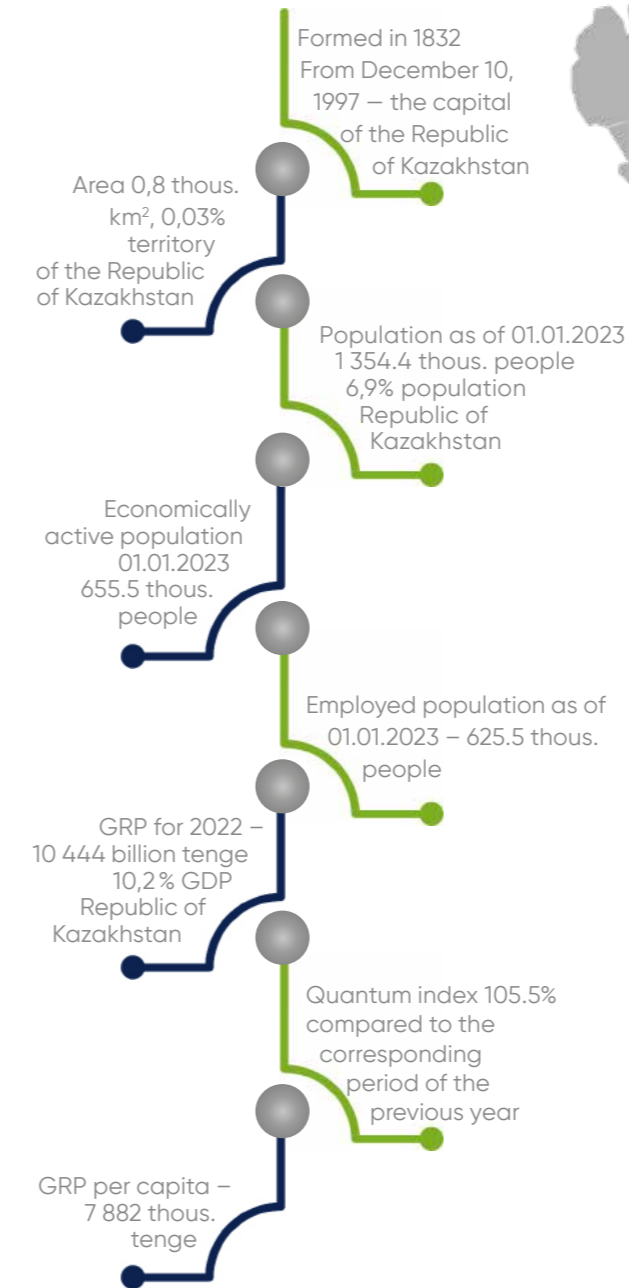 Formed in 1832
From December 10,
1997 – the capital
of the Republic
of Kazakhstan
Area 0,8 thous.
km², 0,03%
territory
of the Republic
of Kazakhstan
Population as of 01.01.2023
1 354.4 thous. people
6,9% population
Republic of
Kazakhstan
Economically
active population
01.01.2023
655.5 thous.
people
Employed population as of
01.01.2023 – 625.5 thous.
people
GRP for 2022 –
10 444 billion tenge
10,2% GDP
Republic of
Kazakhstan
Quantum index 105.5%
compared to the
corresponding
period of the
previous year
GRP per capita –
7 882 thous.
tenge